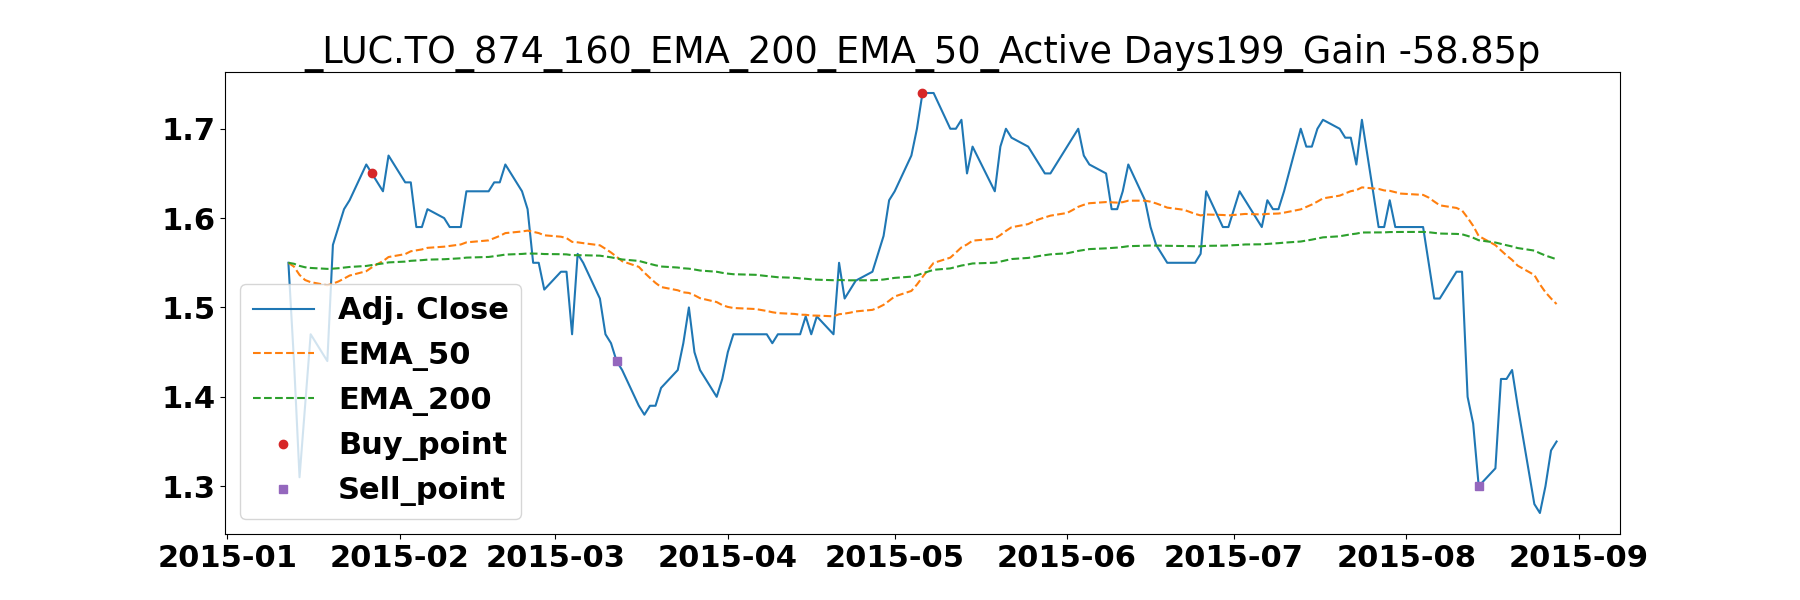 _LUC.TO_874_160_EMA_200_EMA_50_Active Days199_Gain -58.85p
1.7
1.6
1.5
1.4
1.3
Adj. Close
EMA_50
EMA_200
Buy_point
Sell_point
2015-01 2015-02 2015-03 2015-04 2015-05 2015-06 2015-07 2015-08 2015-09